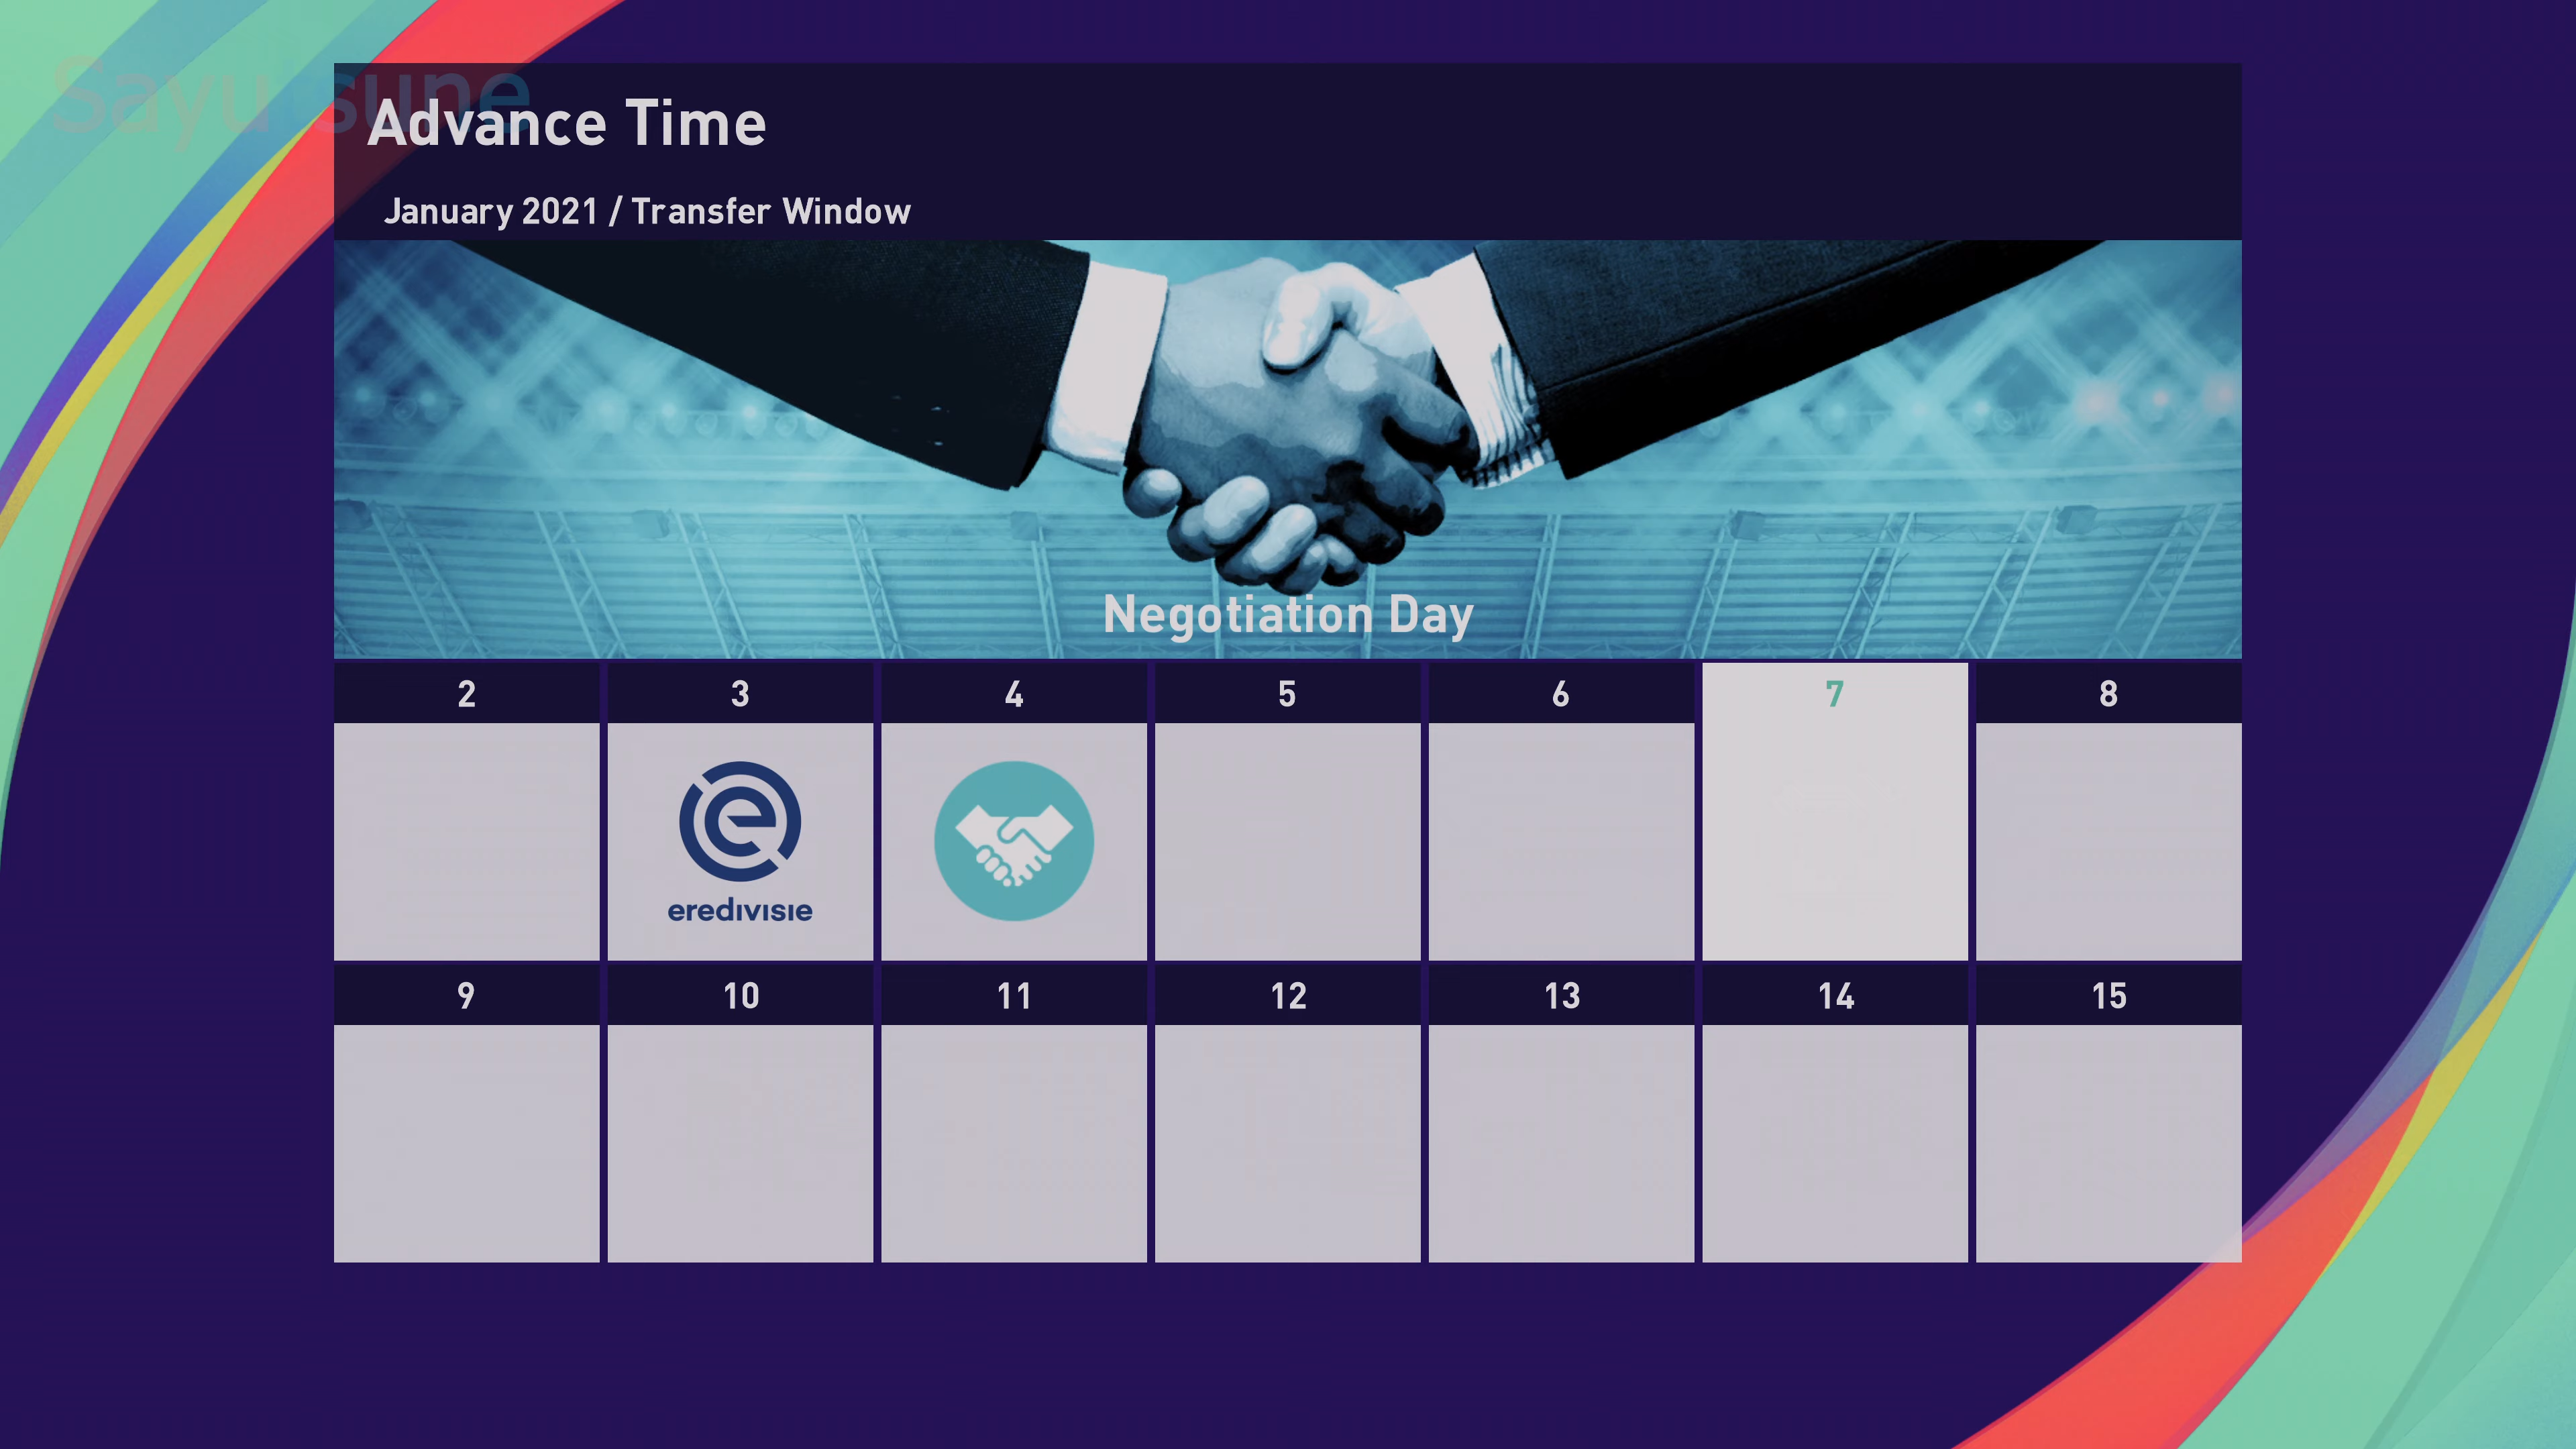 Advance Time
January 2021 / Transfer Window
Negotiation Day
2 3 4 5 6 7 8
eredivisie
9 10 11 12 13 14 15